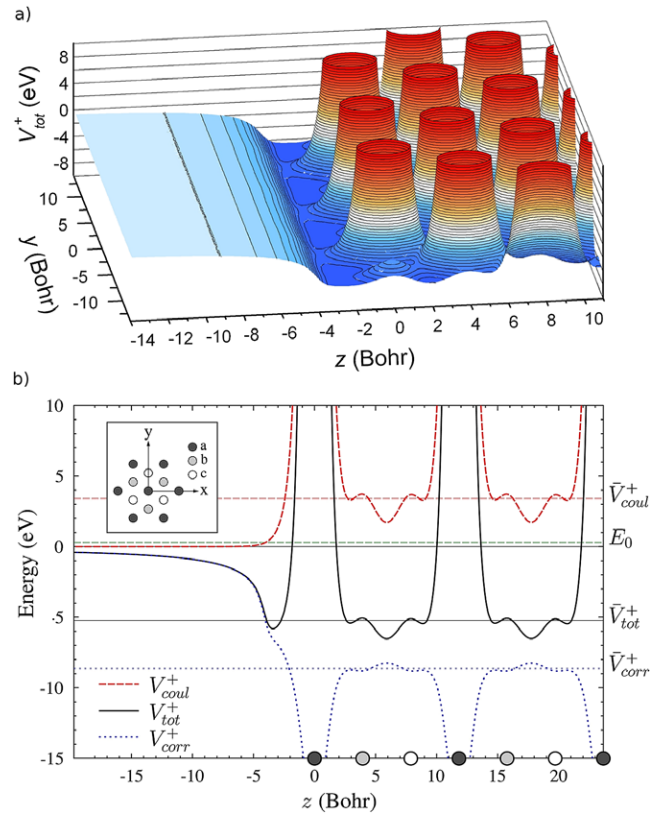 a)
V⁺tot (eV)
8
4
0
-4
-8
y (Bohr)
10
5
0
-5
-10
-14 -12 -10 -8 -6 -4 -2 0 2 4 6 8 10
z (Bohr)
b)
Energy (eV)
10
5
0
-5
-10
-15
y
x
a
b
c
V̄⁺coul
E₀
V̄⁺tot
V̄⁺corr
V⁺coul
V⁺tot
V⁺corr
-15 -10 -5 0 5 10 15 20
z (Bohr)